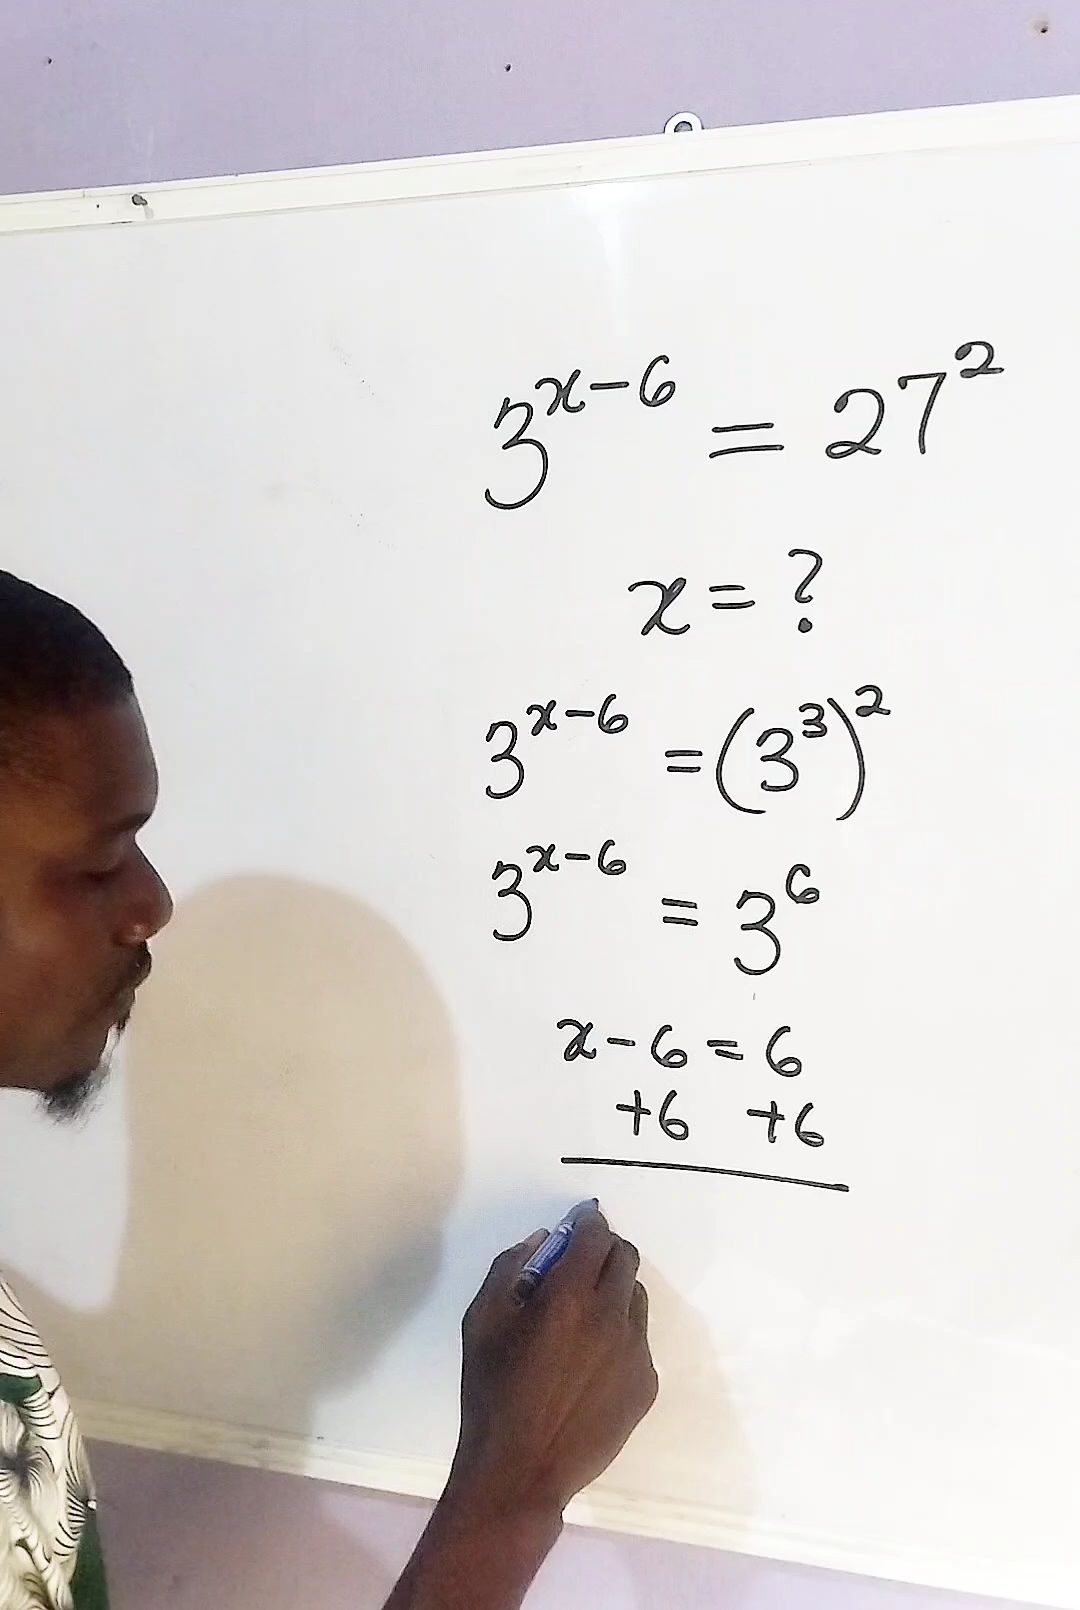 3^{x-6} = 27^2
x = ?
3^{x-6} = (3^3)^2
3^{x-6} = 3^6
x - 6 = 6
+6 +6